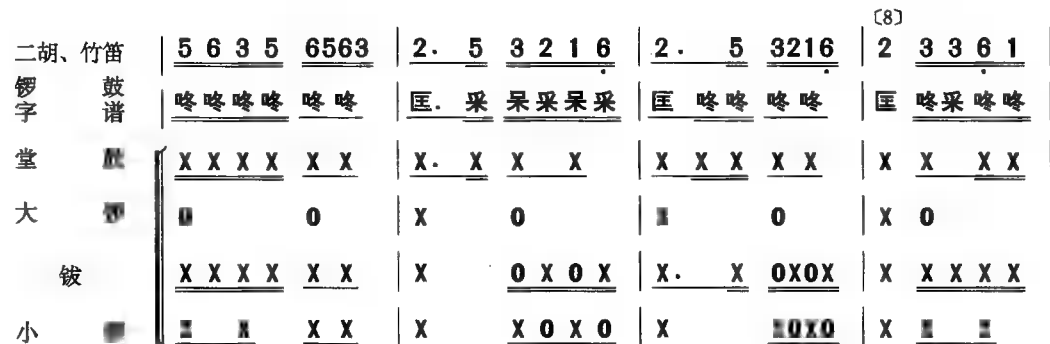 〔8〕
二胡、竹笛 | 5 6 3 5 6563 | 2. 5 3 2 1 6 | 2. 5 3216 | 2 3 3 6 1 |
锣鼓字谱 | 咚咚咚咚 咚咚 | 匡. 采 呆采呆采 | 匡 咚咚 咚咚 | 匡 咚采咚咚 |
堂 | X X X X X X | X. X X X | X X X X X | X X X X |
大 0 | X 0 | 0 | X 0
钹 X X X X X X | X 0 X 0 X | X. X 0X0X | X X X X X |
小 X X | X X 0 X 0 | X | X